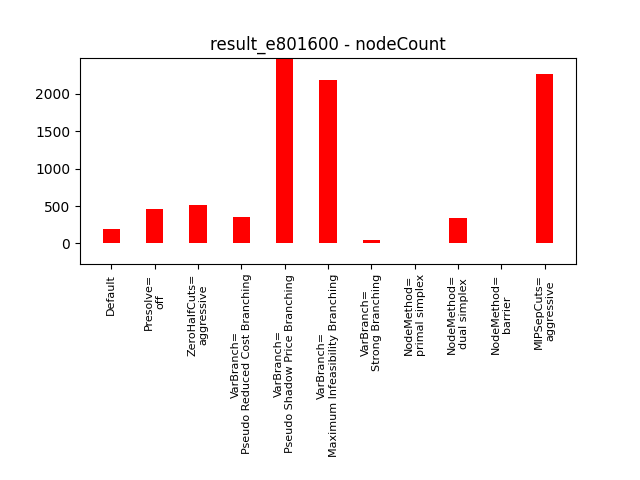 result_e801600 - nodeCount
2000
1500
1000
500
0
Default
Presolve=
off
ZeroHalfCuts=
aggressive
VarBranch=
Pseudo Reduced Cost Branching
VarBranch=
Pseudo Shadow Price Branching
VarBranch=
Maximum Infeasibility Branching
VarBranch=
Strong Branching
NodeMethod=
primal simplex
NodeMethod=
dual simplex
NodeMethod=
barrier
MIPSepCuts=
aggressive